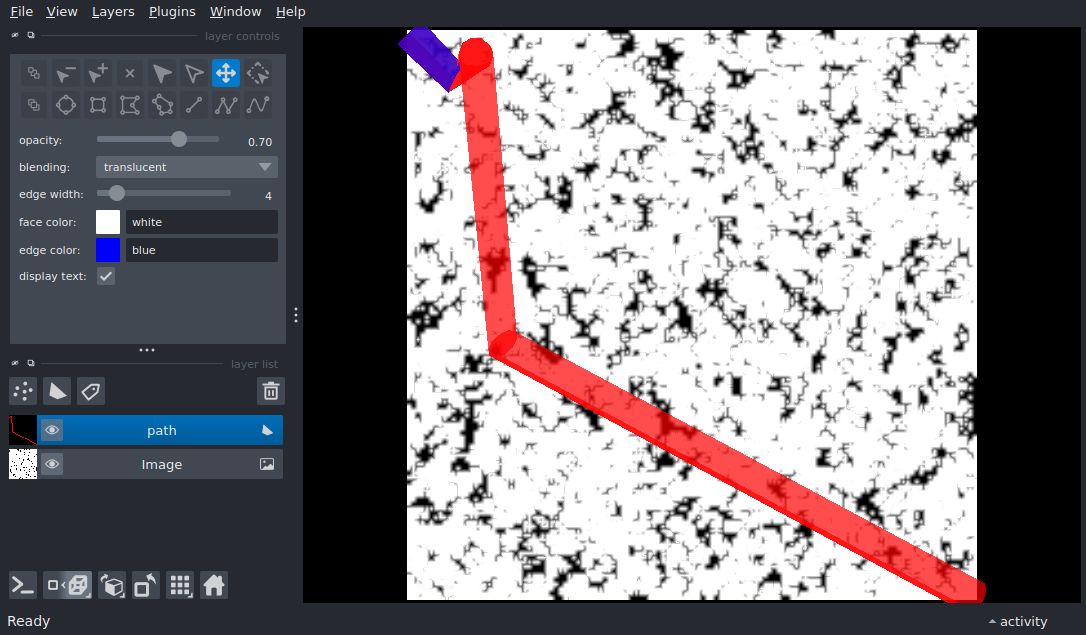 File View Layers Plugins Window Help
layer controls
opacity: 0.70
blending: translucent
edge width: 4
face color: white
edge color: blue
display text:
layer list
path
Image
Ready
activity